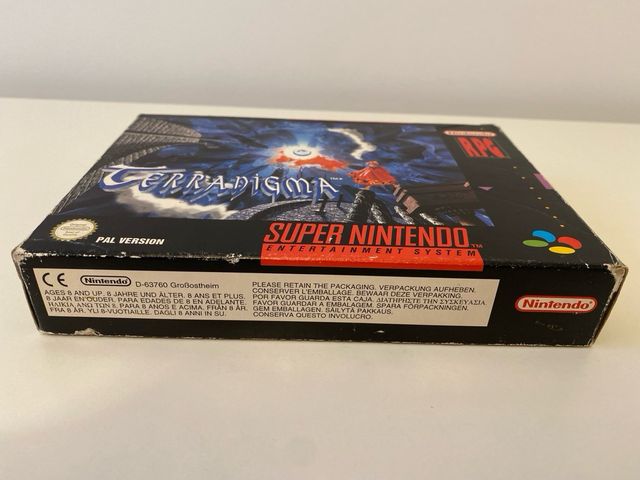 RPG
TERRANIGMA™
PAL VERSION
SUPER NINTENDO™
ENTERTAINMENT SYSTEM
CE Nintendo D-63760 Großostheim
AGES 8 AND UP. 8 JAHRE UND ÄLTER. 8 ANS ET PLUS.
8 JAAR EN OUDER. PARA EDADES DE 8 EN ADELANTE.
ΗΛΙΚΙΑ ΑΝΩ ΤΩΝ 8. PARA 8 ANOS E ACIMA. FRÅN 8 ÅR.
FRA 8 ÅR. YLI 8-VUOTIAILLE. DAGLI 8 ANNI IN SU.
PLEASE RETAIN THE PACKAGING. VERPACKUNG AUFHEBEN.
CONSERVER L'EMBALLAGE. BEWAAR DEZE VERPAKKING.
POR FAVOR GUARDA ESTA CAJA. ΔΙΑΤΗΡΗΣΤΕ ΤΗΝ ΣΥΣΚΕΥΑΣΙΑ
FAVOR GUARDAR A EMBALAGEM. SPARA FÖRPACKNINGEN.
GEM EMBALLAGEN. SÄILYTÄ PAKKAUS.
CONSERVA QUESTO INVOLUCRO.
Nintendo®